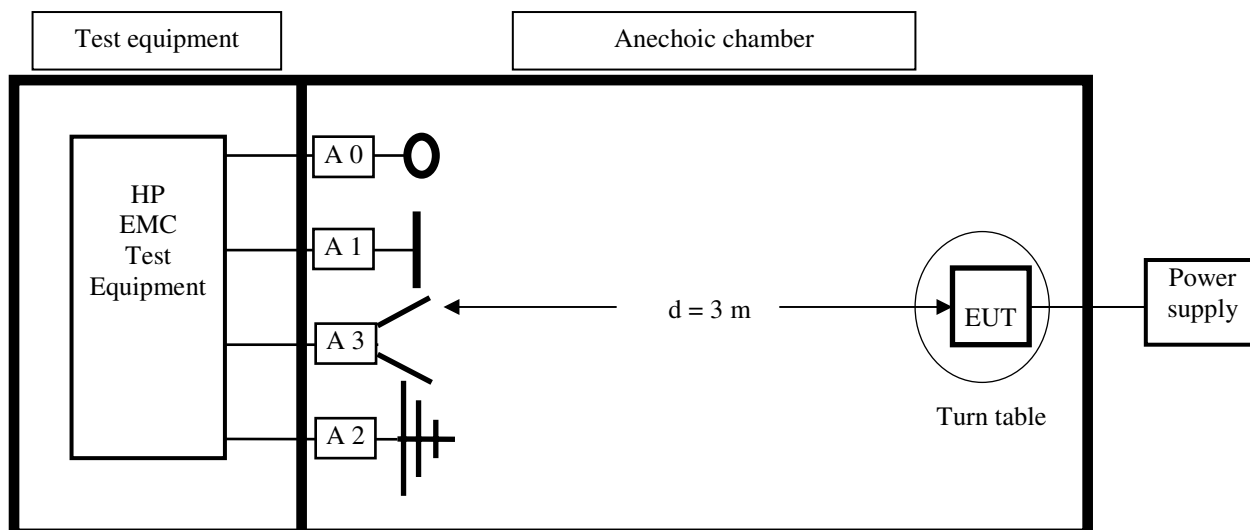 Test equipment
Anechoic chamber
HP
EMC
Test
Equipment
A 0
A 1
A 3
A 2
d = 3 m
EUT
Turn table
Power
supply